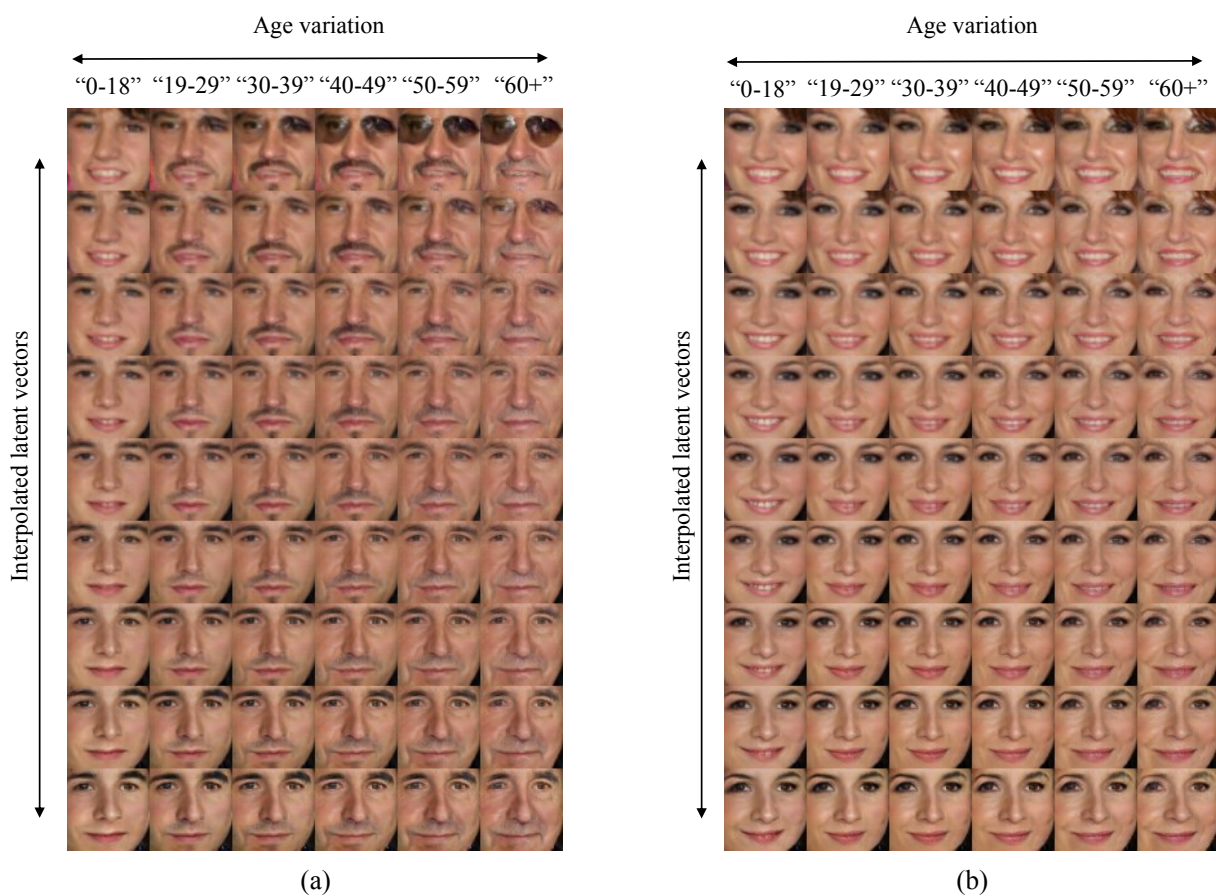 Age variation
“0-18” “19-29” “30-39” “40-49” “50-59” “60+”
Interpolated latent vectors
(a)
Age variation
“0-18” “19-29” “30-39” “40-49” “50-59” “60+”
Interpolated latent vectors
(b)